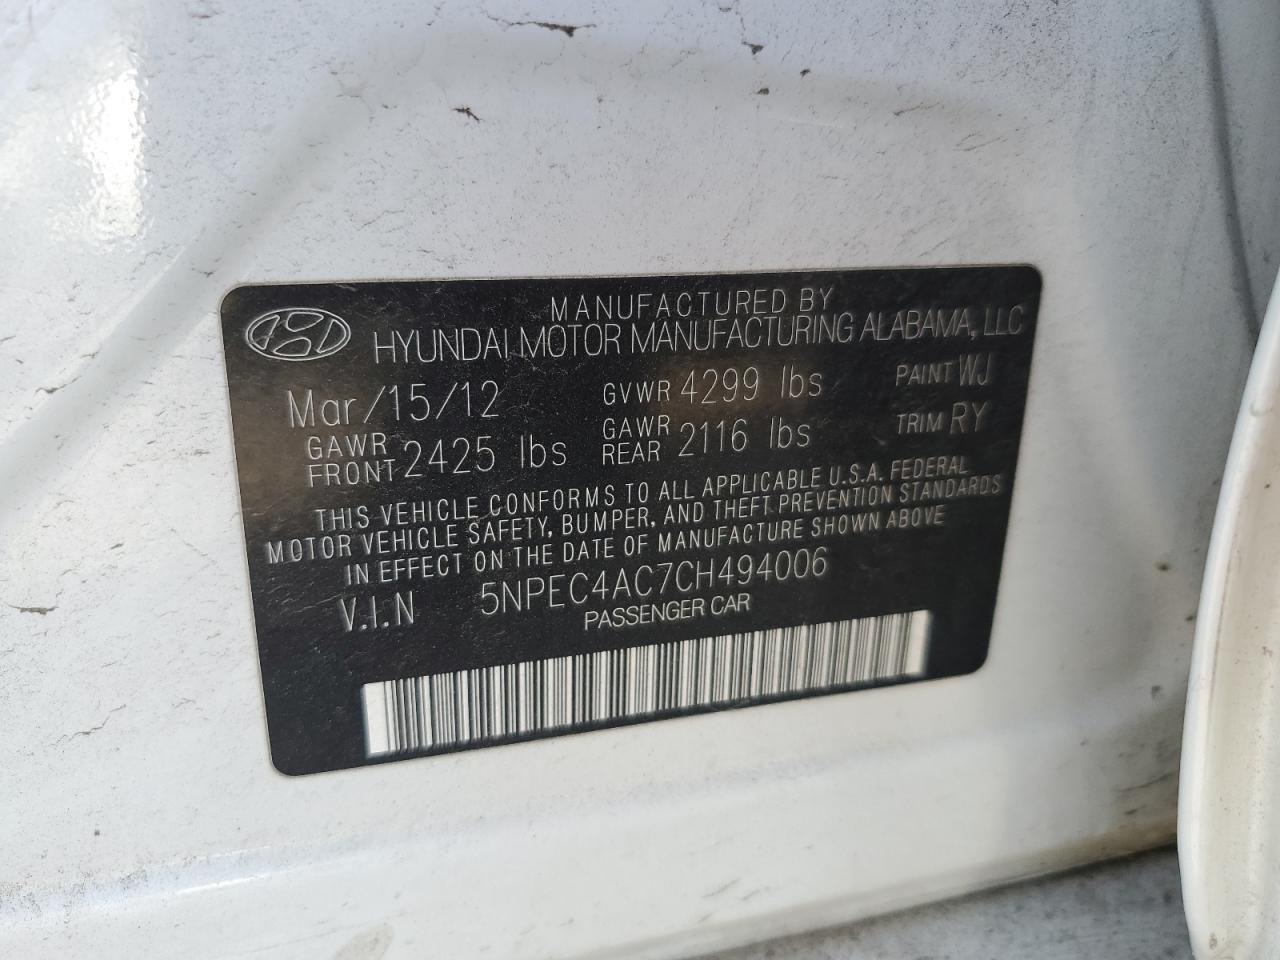 MANUFACTURED BY
HYUNDAI MOTOR MANUFACTURING ALABAMA, LLC
Mar/15/12 GVWR 4299 lbs PAINT WJ
GAWR FRONT 2425 lbs GAWR REAR 2116 lbs TRIM RY
THIS VEHICLE CONFORMS TO ALL APPLICABLE U.S.A. FEDERAL
MOTOR VEHICLE SAFETY, BUMPER, AND THEFT PREVENTION STANDARDS
IN EFFECT ON THE DATE OF MANUFACTURE SHOWN ABOVE
V.I.N 5NPEC4AC7CH494006
PASSENGER CAR